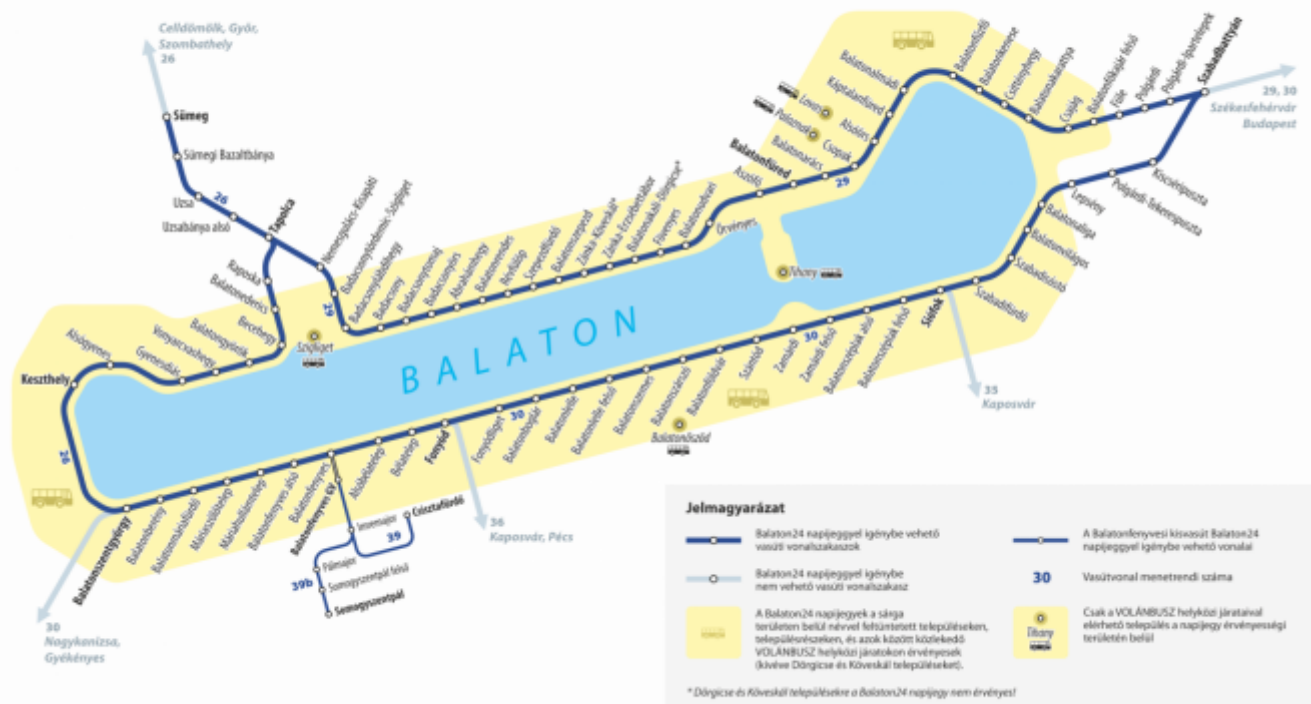 Celldömölk, Győr,
Szombathely
26
Sümeg
Sümegi Bazaltbánya
Uzsa
26
Uzsabánya alsó
Tapolca
Nemesgulács-Kisapáti
Badacsonytördemic-Szigliget
Badacsonylábdihegy
Badacsony
Badacsonytomaj
Badacsonyörs
Ábrahámhegy
Balatonrendes
Révfülöp
Szepezdfürdő
Balatonszepezd
Zánka-Köveskál*
Zánka-Erzsébettábor
Balatonakali-Dörgicse*
Fövenyes
Balatonudvari
Örvényes
Aszófő
Balatonfüred
Balatonarács
Csopak
Alsóörs
Káptalanfüred
Balatonalmádi
Balatonfűzfő
Balatonkenese
Csittényhegy
Balatonakarattya
Csajág
Balatonfőkajár felső
Füle
Polgárdi
Polgárdi-Ipartelepek
Szabadbattyán
29, 30
Székesfehérvár
Budapest
Lovas
Paloznak
29
Raposka
Balatonederics
Becehegy
Balatongyörök
Vonyarcvashegy
Gyenesdiás
Alsógyenes
Keszthely
29
Szigliget
Tihany
BALATON
Kiscséripuszta
Polgárdi-Tekerespuszta
Lepsény
Balatonaliga
Balatonvilágos
Szabadisóstó
Szabadifürdő
Siófok
35
Kaposvár
Balatonszéplak felső
Balatonszéplak alsó
Zamárdi felső
Zamárdi
30
Szántód
Balatonföldvár
Balatonszárszó
Balatonőszöd
Balatonszemes
Balatonlelle felső
Balatonlelle
Balatonboglár
30
Fonyódliget
Fonyód
36
Kaposvár, Pécs
Bélatelep
Alsóbélatelep
Balatonfenyves
Balatonfenyves GV
Balatonfenyves alsó
Máriahullámtelep
Máriaszőlőtelep
Balatonmáriafürdő
Balatonberény
Balatonszentgyörgy
26
30
Nagykanizsa,
Gyékényes
Imremajor
Csisztafürdő
39
Pálmajor
39b
Somogyszentpál felső
Somogyszentpál
Jelmagyarázat
Balaton24 napijeggyel igénybe vehető
vasúti vonalszakaszok
Balaton24 napijeggyel igénybe
nem vehető vasúti vonalszakasz
A Balaton24 napijegyek a sárga
területen belül névvel feltüntetett településeken,
településrészeken, és azok között közlekedő
VOLÁNBUSZ helyközi járatokon érvényesek
(kivéve Dörgicse és Köveskál településeket).
A Balatonfenyvesi kisvasút Balaton24
napijeggyel igénybe vehető vonalai
30
Vasútvonal menetrendi száma
Tihany
Csak a VOLÁNBUSZ helyközi járataival
elérhető település a napijegy érvényességi
területén belül
* Dörgicse és Köveskál településekre a Balaton24 napijegy nem érvényes!